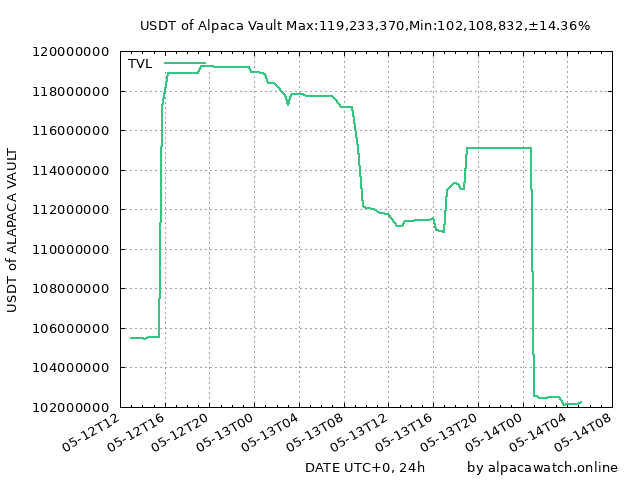 USDT of Alpaca Vault Max:119,233,370,Min:102,108,832,±14.36%
TVL
120000000
118000000
116000000
114000000
112000000
110000000
108000000
106000000
104000000
102000000
USDT of ALAPACA VAULT
05-12T12
05-12T16
05-12T20
05-13T00
05-13T04
05-13T08
05-13T12
05-13T16
05-13T20
05-14T00
05-14T04
05-14T08
DATE UTC+0, 24h
by alpacawatch.online